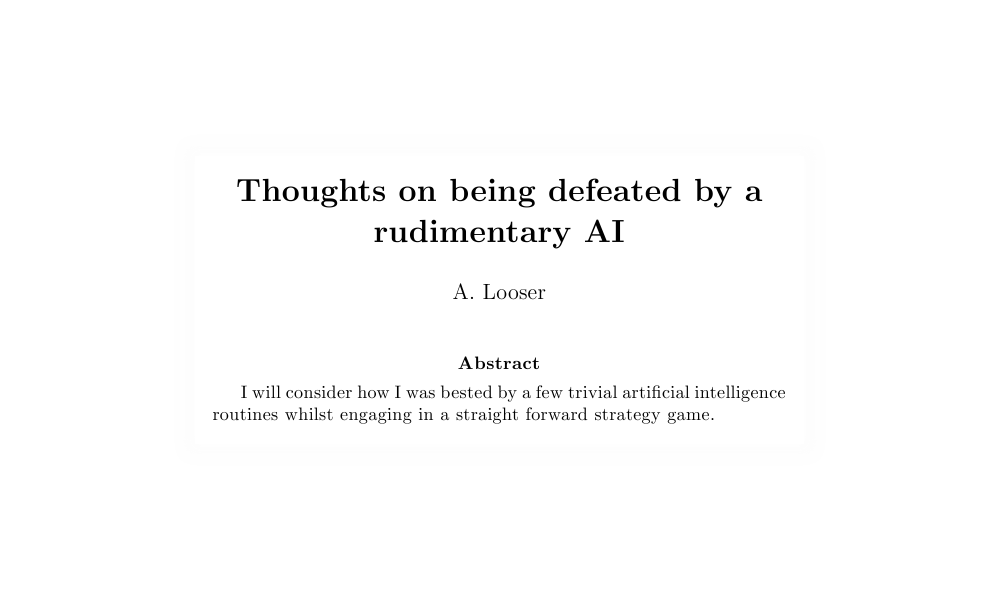 Thoughts on being defeated by a
rudimentary AI
A. Looser
Abstract
I will consider how I was bested by a few trivial artificial intelligence
routines whilst engaging in a straight forward strategy game.